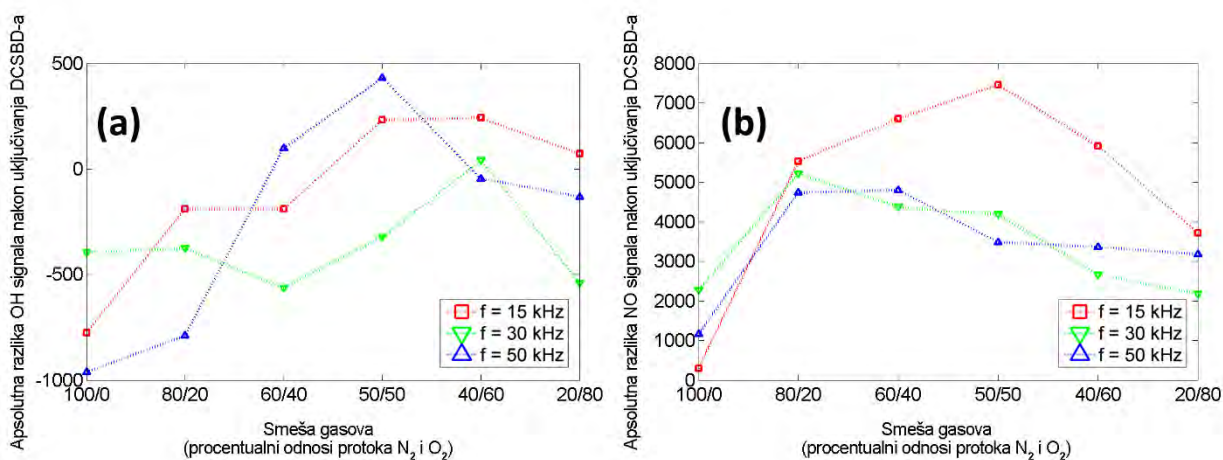 Apsolutna razlika OH signala nakon uključivanja DCSBD-a
500
0
-500
-1000
(a)
f = 15 kHz
f = 30 kHz
f = 50 kHz
100/0 80/20 60/40 50/50 40/60 20/80
Smeša gasova
(procentualni odnosi protoka N₂ i O₂)
Apsolutna razlika NO signala nakon uključivanja DCSBD-a
8000
7000
6000
5000
4000
3000
2000
1000
0
(b)
f = 15 kHz
f = 30 kHz
f = 50 kHz
100/0 80/20 60/40 50/50 40/60 20/80
Smeša gasova
(procentualni odnosi protoka N₂ i O₂)